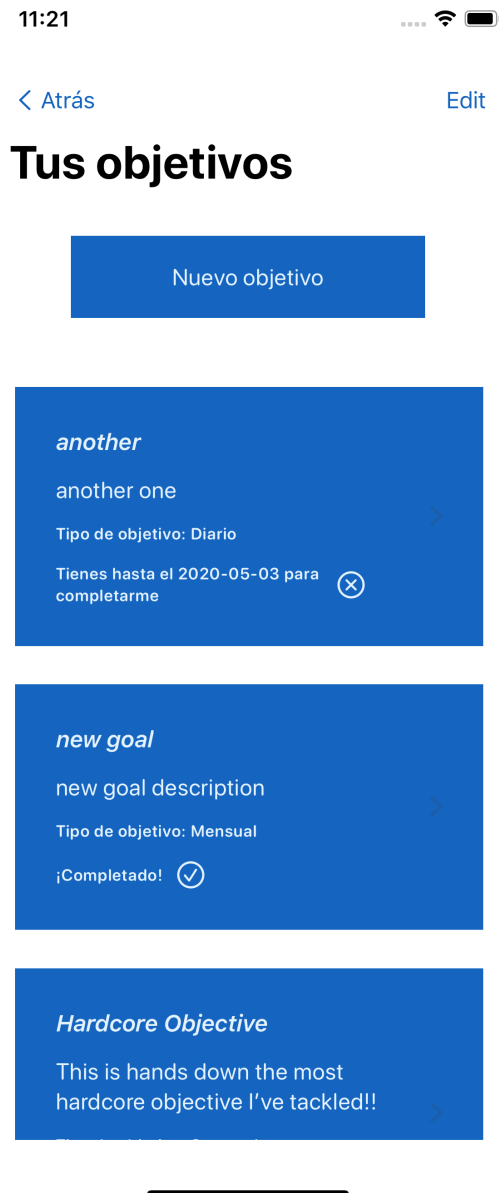 11:21
Atrás
Edit
Tus objetivos
Nuevo objetivo
another
another one
Tipo de objetivo: Diario
Tienes hasta el 2020-05-03 para
completarme
new goal
new goal description
Tipo de objetivo: Mensual
¡Completado!
Hardcore Objective
This is hands down the most
hardcore objective I’ve tackled!!